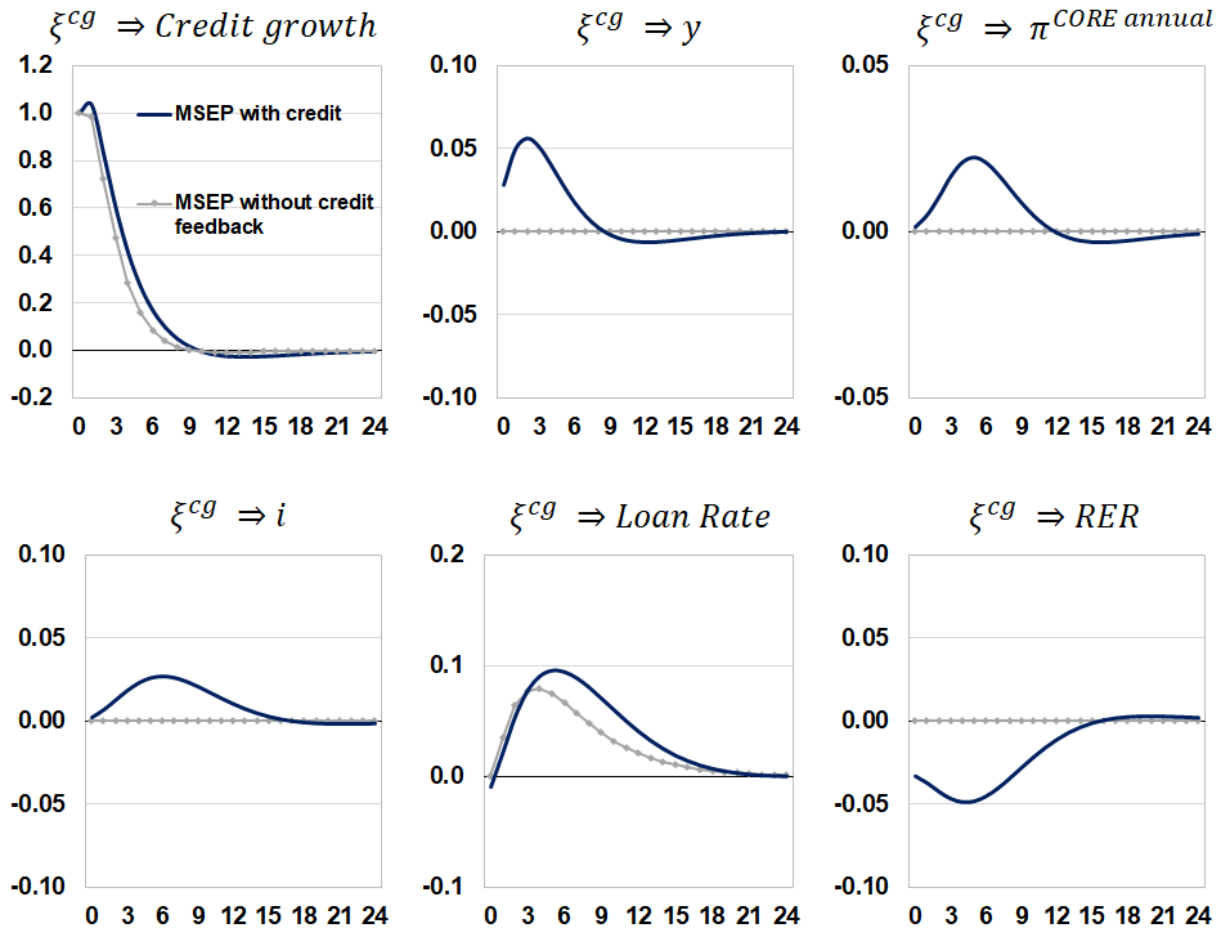 ξ^cg ⇒ Credit growth
1.2
1.0
0.8
0.6
0.4
0.2
0.0
-0.2
MSEP with credit
MSEP without credit
feedback
0 3 6 9 12 15 18 21 24
ξ^cg ⇒ y
0.10
0.05
0.00
-0.05
-0.10
0 3 6 9 12 15 18 21 24
ξ^cg ⇒ π^CORE annual
0.05
0.00
-0.05
0 3 6 9 12 15 18 21 24
ξ^cg ⇒ i
0.10
0.05
0.00
-0.05
-0.10
0 3 6 9 12 15 18 21 24
ξ^cg ⇒ Loan Rate
0.2
0.1
0.0
-0.1
0 3 6 9 12 15 18 21 24
ξ^cg ⇒ RER
0.10
0.05
0.00
-0.05
-0.10
0 3 6 9 12 15 18 21 24